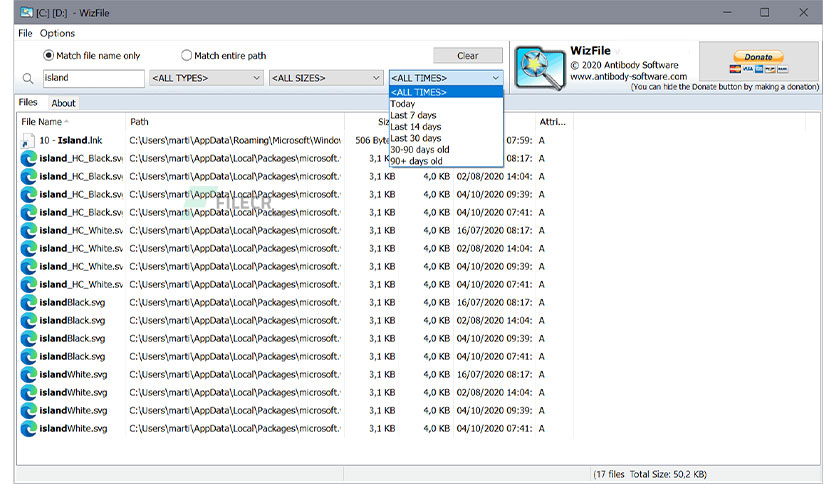 [C:] [D:] - WizFile
File Options
Match file name only Match entire path Clear
island <ALL TYPES> <ALL SIZES> <ALL TIMES>
WizFile
© 2020 Antibody Software
www.antibody-software.com
Donate
(You can hide the Donate button by making a donation)
<ALL TIMES>
Today
Last 7 days
Last 14 days
Last 30 days
30-90 days old
90+ days old
Files About
File Name Path Siz Attri...
10 - Island.lnk C:\Users\marti\AppData\Roaming\Microsoft\Window 506 Byt 07:59: A
island_HC_Black.sv C:\Users\marti\AppData\Local\Packages\microsoft. 3,1 K 08:17: A
island_HC_Black.sv C:\Users\marti\AppData\Local\Packages\microsoft. 3,1 KB 4,0 KB 02/08/2020 14:04: A
island_HC_Black.sv C:\Users\marti\AppData\Local\Packages\microsoft. 3,1 KB 4,0 KB 04/10/2020 09:39: A
island_HC_Black.sv C:\Users\marti\AppData\Local\Packages\microsoft. 3,1 KB 4,0 KB 04/10/2020 07:41: A
FILECR
island_HC_White.sv C:\Users\marti\AppData\Local\Packages\microsoft. 3,1 KB 4,0 KB 16/07/2020 08:17: A
island_HC_White.sv C:\Users\marti\AppData\Local\Packages\microsoft. 3,1 KB 4,0 KB 02/08/2020 14:04: A
island_HC_White.sv C:\Users\marti\AppData\Local\Packages\microsoft. 3,1 KB 4,0 KB 04/10/2020 09:39: A
island_HC_White.sv C:\Users\marti\AppData\Local\Packages\microsoft. 3,1 KB 4,0 KB 04/10/2020 07:41: A
islandBlack.svg C:\Users\marti\AppData\Local\Packages\microsoft. 3,1 KB 4,0 KB 16/07/2020 08:17: A
islandBlack.svg C:\Users\marti\AppData\Local\Packages\microsoft. 3,1 KB 4,0 KB 02/08/2020 14:04: A
islandBlack.svg C:\Users\marti\AppData\Local\Packages\microsoft. 3,1 KB 4,0 KB 04/10/2020 09:39: A
islandBlack.svg C:\Users\marti\AppData\Local\Packages\microsoft. 3,1 KB 4,0 KB 04/10/2020 07:41: A
islandWhite.svg C:\Users\marti\AppData\Local\Packages\microsoft. 3,1 KB 4,0 KB 16/07/2020 08:17: A
islandWhite.svg C:\Users\marti\AppData\Local\Packages\microsoft. 3,1 KB 4,0 KB 02/08/2020 14:04: A
islandWhite.svg C:\Users\marti\AppData\Local\Packages\microsoft. 3,1 KB 4,0 KB 04/10/2020 09:39: A
islandWhite.svg C:\Users\marti\AppData\Local\Packages\microsoft. 3,1 KB 4,0 KB 04/10/2020 07:41: A
(17 files Total Size: 50,2 KB)